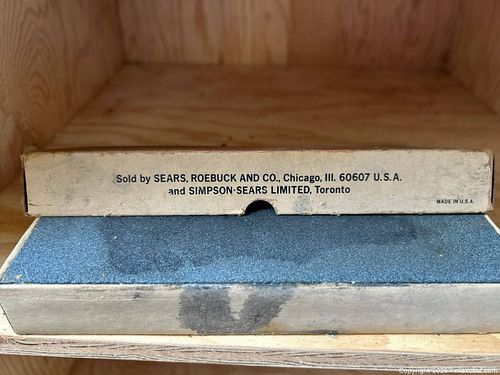 Sold by SEARS, ROEBUCK AND CO., Chicago, Ill. 60607 U.S.A.
and SIMPSON-SEARS LIMITED, Toronto
MADE IN U.S.A.